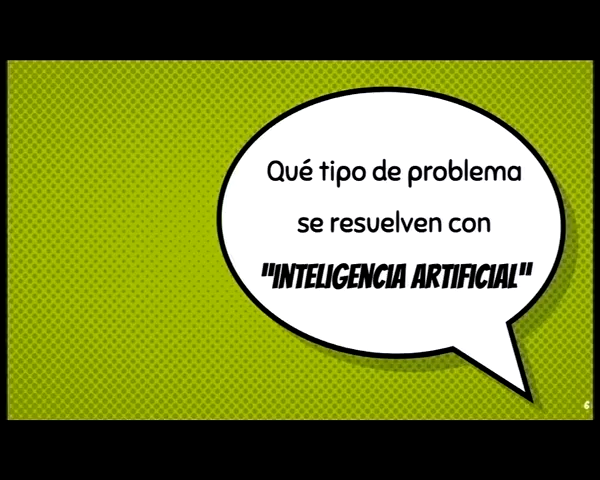 Qué tipo de problema
se resuelven con
"INTELIGENCIA ARTIFICIAL"
6